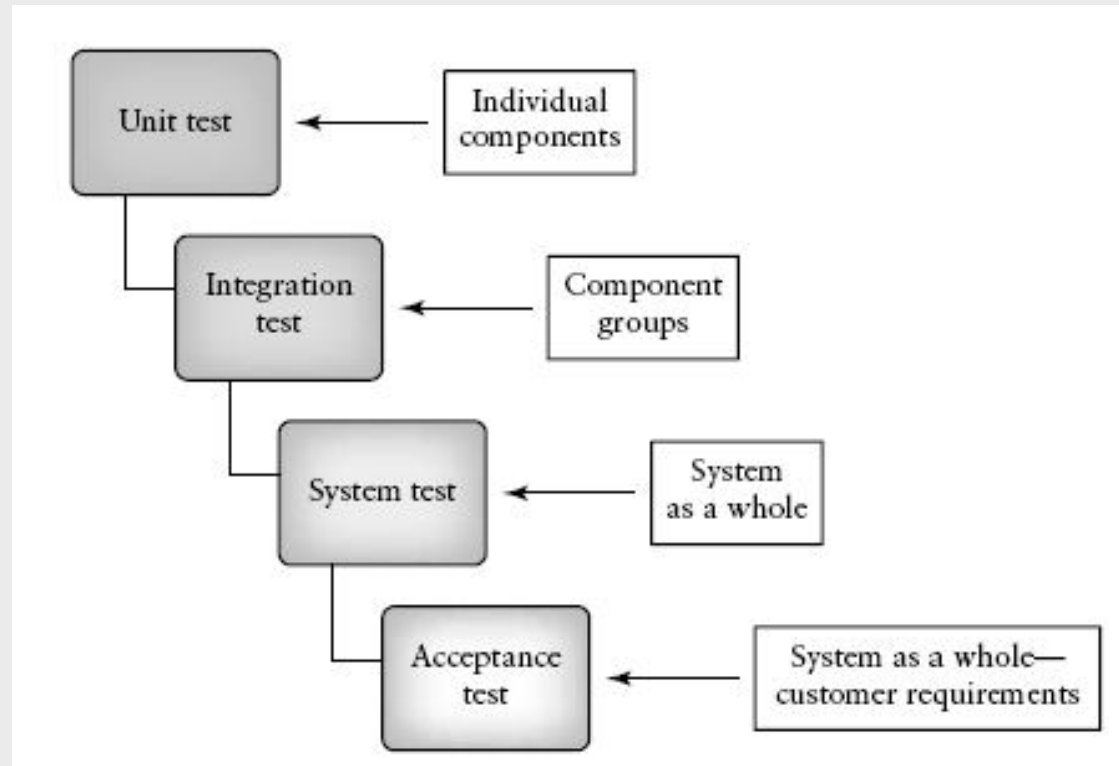 Unit test
Individual
components
Integration
test
Component
groups
System test
System
as a whole
Acceptance
test
System as a whole—
customer requirements